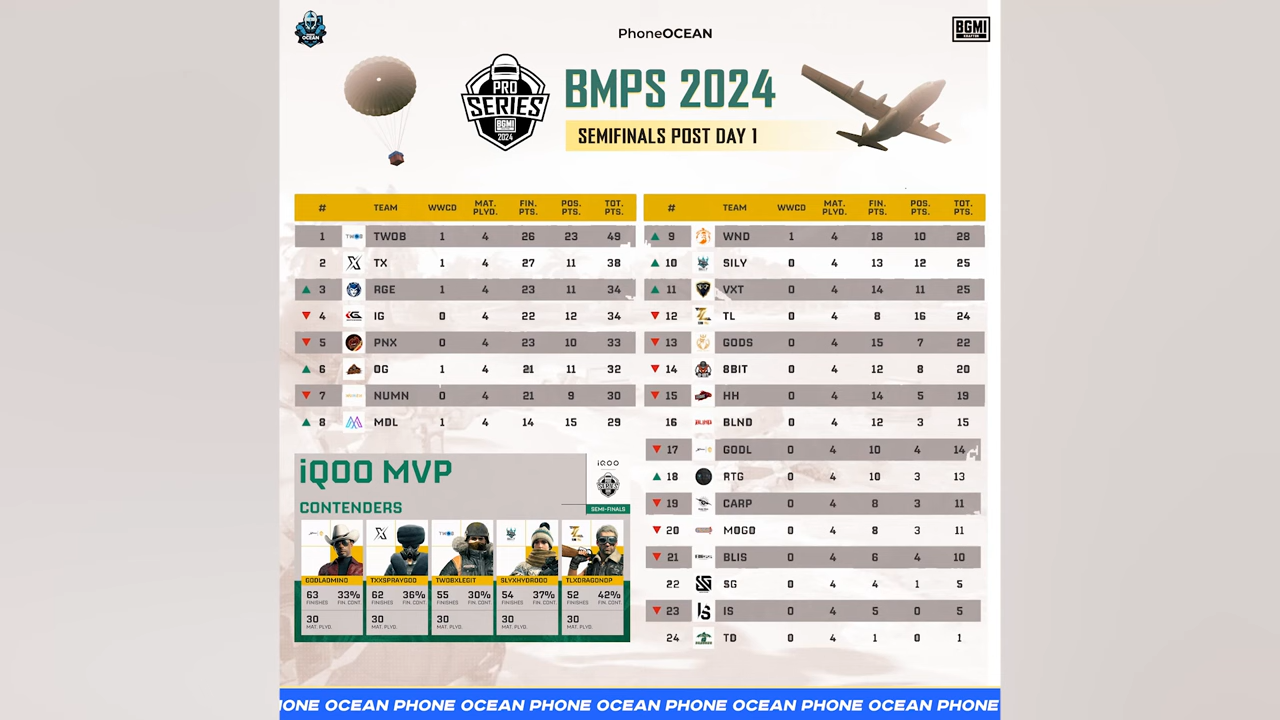 OCEAN
PhoneOCEAN
BGMI
PRO
SERIES
BGMI
2024
BMPS 2024
SEMIFINALS POST DAY 1
# TEAM WWCD MAT. PLYD. FIN. PTS. POS. PTS. TOT. PTS.
1 TWOB TWOB 1 4 26 23 49
2 TX 1 4 27 11 38
3 RGE 1 4 23 11 34
4 IG 0 4 22 12 34
5 PNX 0 4 23 10 33
6 OG 1 4 21 11 32
7 NUMN 0 4 21 9 30
8 MDL 1 4 14 15 29
# TEAM WWCD MAT. PLYD. FIN. PTS. POS. PTS. TOT. PTS.
9 WND 1 4 18 10 28
10 SILY 0 4 13 12 25
11 VXT 0 4 14 11 25
12 TL 0 4 8 16 24
13 GODS 0 4 15 7 22
14 8BIT 0 4 12 8 20
15 HH 0 4 14 5 19
16 BLND 0 4 12 3 15
17 GODL 0 4 10 4 14
18 RTG 0 4 10 3 13
19 CARP 0 4 8 3 11
20 MOGO 0 4 8 3 11
21 BLIS 0 4 6 4 10
22 SG 0 4 4 1 5
23 IS 0 4 5 0 5
24 TD 0 4 1 0 1
iQOO MVP
CONTENDERS
iQOO
SERIES
SEMI-FINALS
TWOB
GODLADMINO TXXSPRAYGOD TWOBXLEGIT SLYXHYDROOO TLXDRAGONOP
63 33% 62 36% 55 30% 54 37% 52 42%
FINISHES FIN. CONT. FINISHES FIN. CONT. FINISHES FIN. CONT. FINISHES FIN. CONT. FINISHES FIN. CONT.
30 30 30 30 30
MAT. PLYD. MAT. PLYD. MAT. PLYD. MAT. PLYD. MAT. PLYD.
ONE OCEAN PHONE OCEAN PHONE OCEAN PHONE OCEAN PHONE OCEAN PHONE